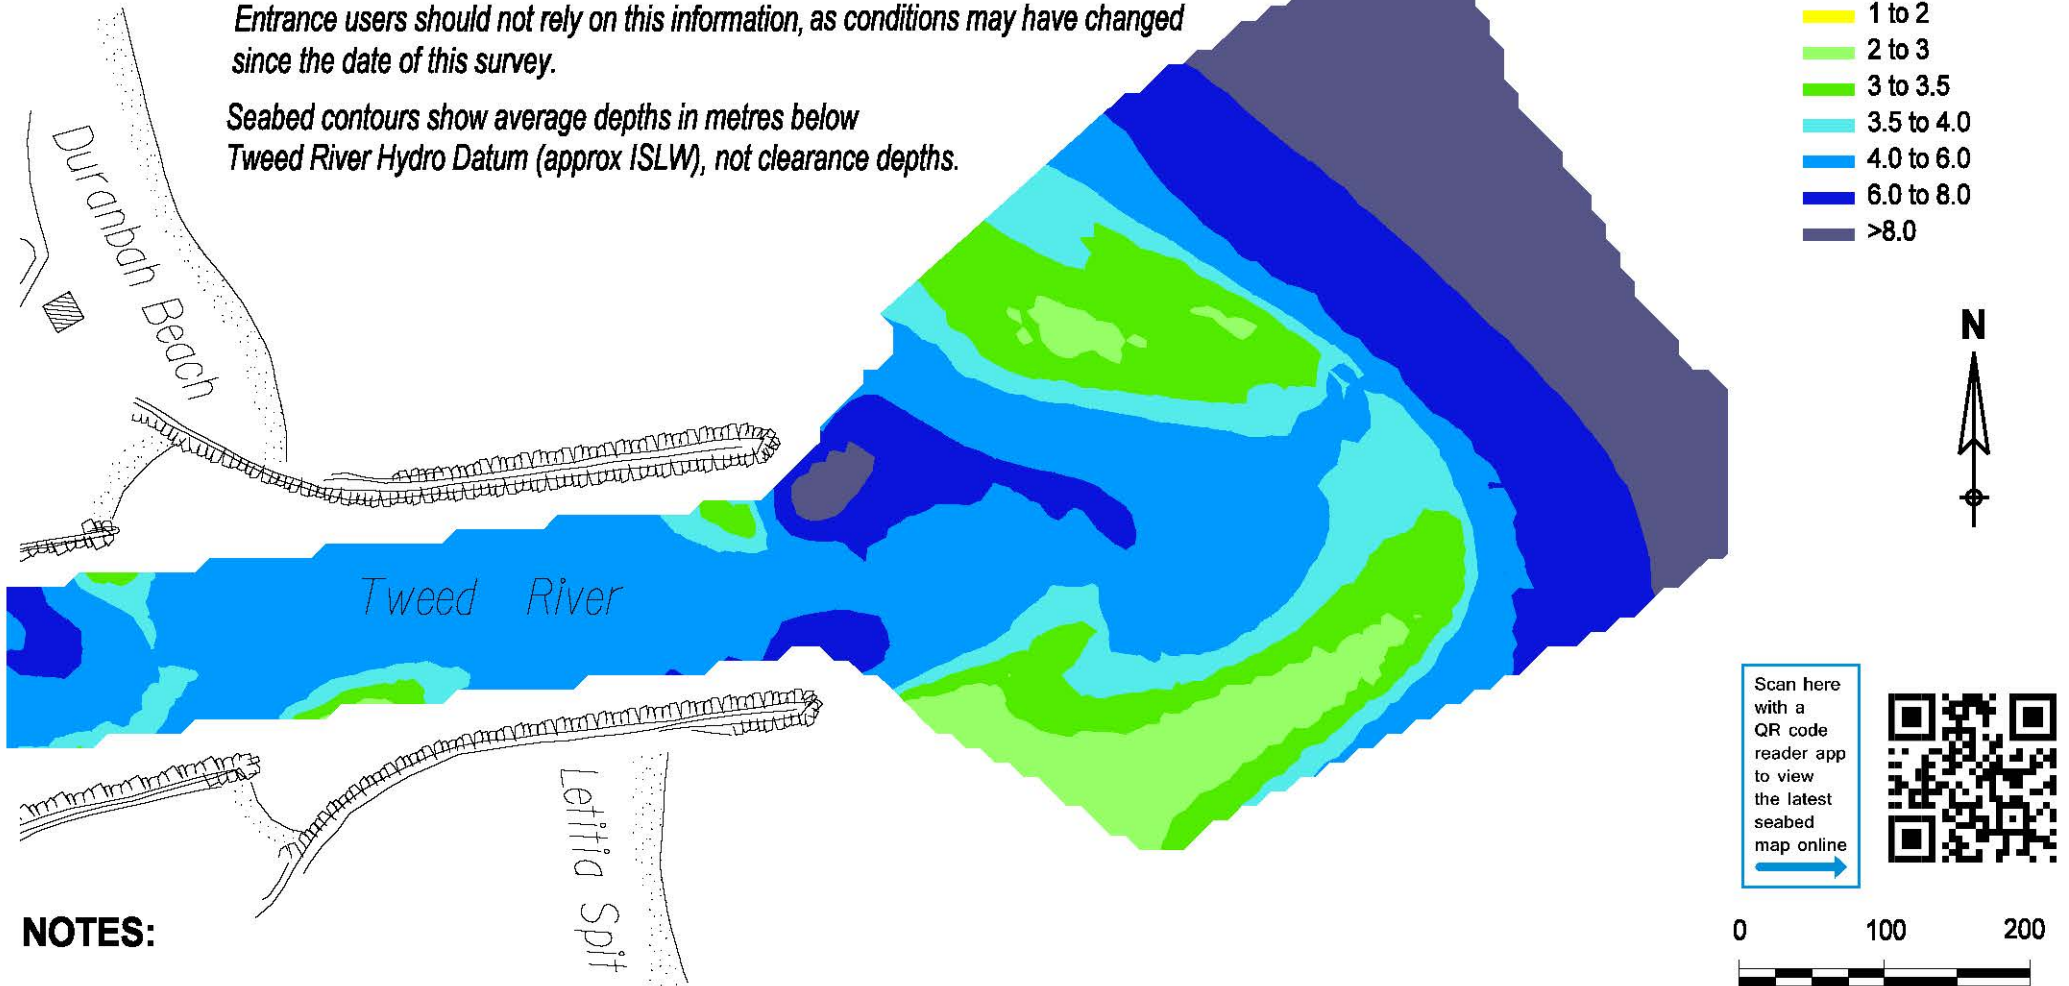 Entrance users should not rely on this information, as conditions may have changed
since the date of this survey.
Seabed contours show average depths in metres below
Tweed River Hydro Datum (approx ISLW), not clearance depths.
1 to 2
2 to 3
3 to 3.5
3.5 to 4.0
4.0 to 6.0
6.0 to 8.0
>8.0
Duranbah Beach
N
Tweed River
Letitia Spit
Scan here
with a
QR code
reader app
to view
the latest
seabed
map online
NOTES:
0 100 200